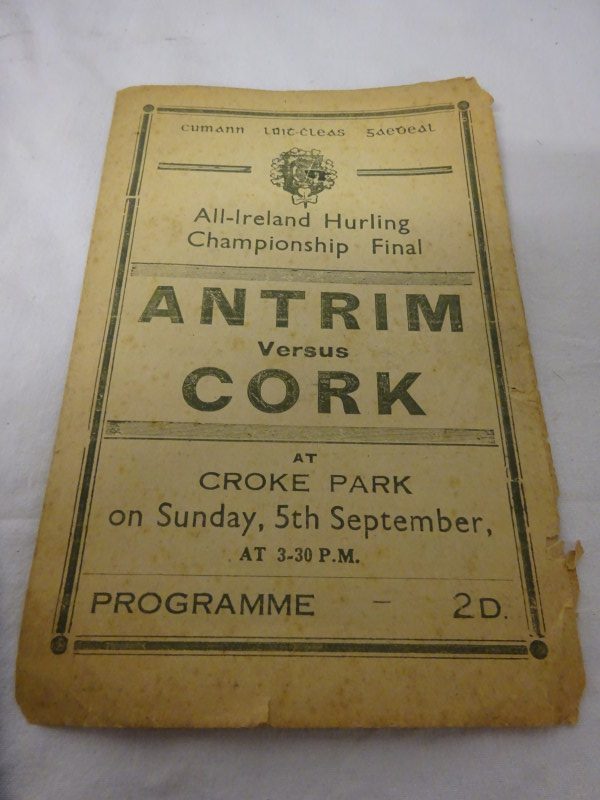 Cumann Lúit-Cleas Gaedeal
All-Ireland Hurling
Championship Final
ANTRIM
Versus
CORK
AT
CROKE PARK
on Sunday, 5th September,
AT 3-30 P.M.
PROGRAMME – 2D.